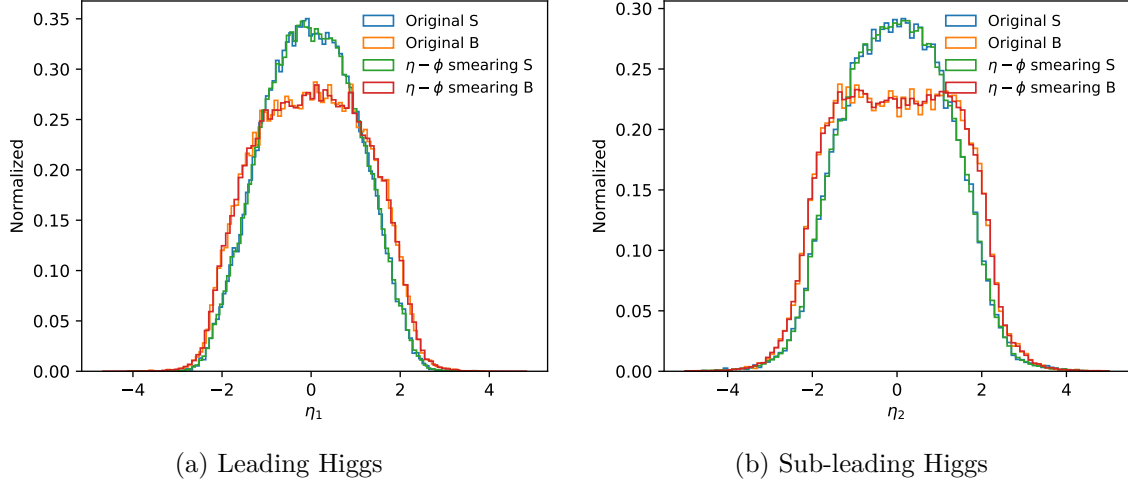 0.35
0.30
0.25
0.20
0.15
0.10
0.05
0.00
Normalized
Original S
Original B
η − ϕ smearing S
η − ϕ smearing B
−4 −2 0 2 4
η₁
(a) Leading Higgs
0.30
0.25
0.20
0.15
0.10
0.05
0.00
Normalized
Original S
Original B
η − ϕ smearing S
η − ϕ smearing B
−4 −2 0 2 4
η₂
(b) Sub-leading Higgs